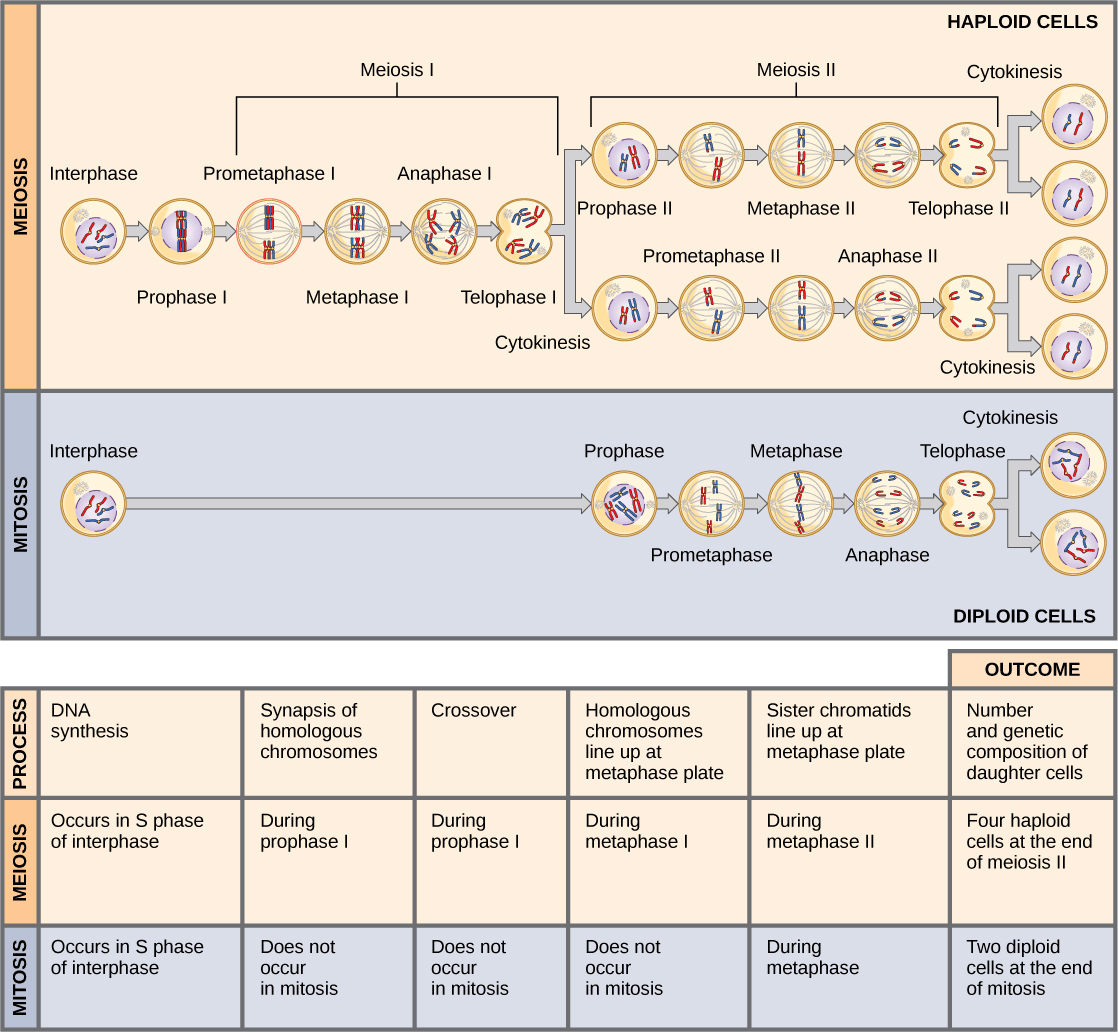 HAPLOID CELLS
MEIOSIS
Meiosis I
Meiosis II
Cytokinesis
Interphase
Prometaphase I
Anaphase I
Prophase II
Metaphase II
Telophase II
Prometaphase II
Anaphase II
Prophase I
Metaphase I
Telophase I
Cytokinesis
Cytokinesis
MITOSIS
Cytokinesis
Interphase
Prophase
Metaphase
Telophase
Prometaphase
Anaphase
DIPLOID CELLS
OUTCOME
PROCESS
DNA
synthesis
Synapsis of
homologous
chromosomes
Crossover
Homologous
chromosomes
line up at
metaphase plate
Sister chromatids
line up at
metaphase plate
Number
and genetic
composition of
daughter cells
MEIOSIS
Occurs in S phase
of interphase
During
prophase I
During
prophase I
During
metaphase I
During
metaphase II
Four haploid
cells at the end
of meiosis II
MITOSIS
Occurs in S phase
of interphase
Does not
occur
in mitosis
Does not
occur
in mitosis
Does not
occur
in mitosis
During
metaphase
Two diploid
cells at the end
of mitosis